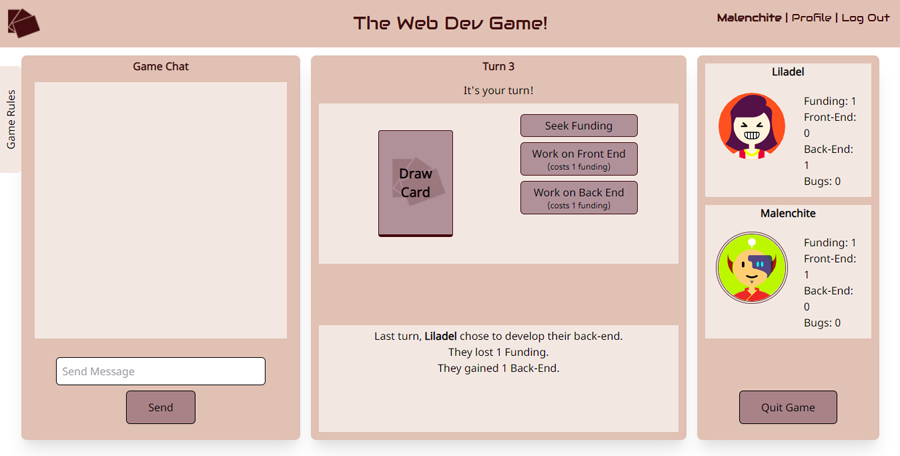 The Web Dev Game!
Malenchite | Profile | Log Out
Game Rules
Game Chat
Send Message
Send
Turn 3
It's your turn!
Draw
Card
Seek Funding
Work on Front End
(costs 1 funding)
Work on Back End
(costs 1 funding)
Last turn, Liladel chose to develop their back-end.
They lost 1 Funding.
They gained 1 Back-End.
Liladel
Funding: 1
Front-End:
0
Back-End:
1
Bugs: 0
Malenchite
Funding: 1
Front-End:
1
Back-End:
0
Bugs: 0
Quit Game